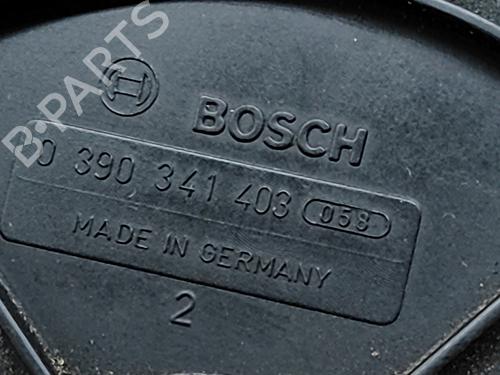 B·PARTS
BOSCH
0 390 341 403 058
MADE IN GERMANY
2